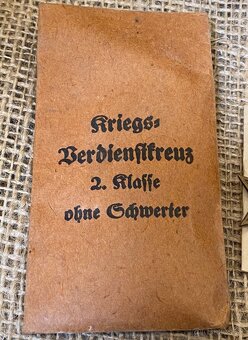 Kriegs-
Verdienſtkreuz
2. Klaſſe
ohne Schwerter